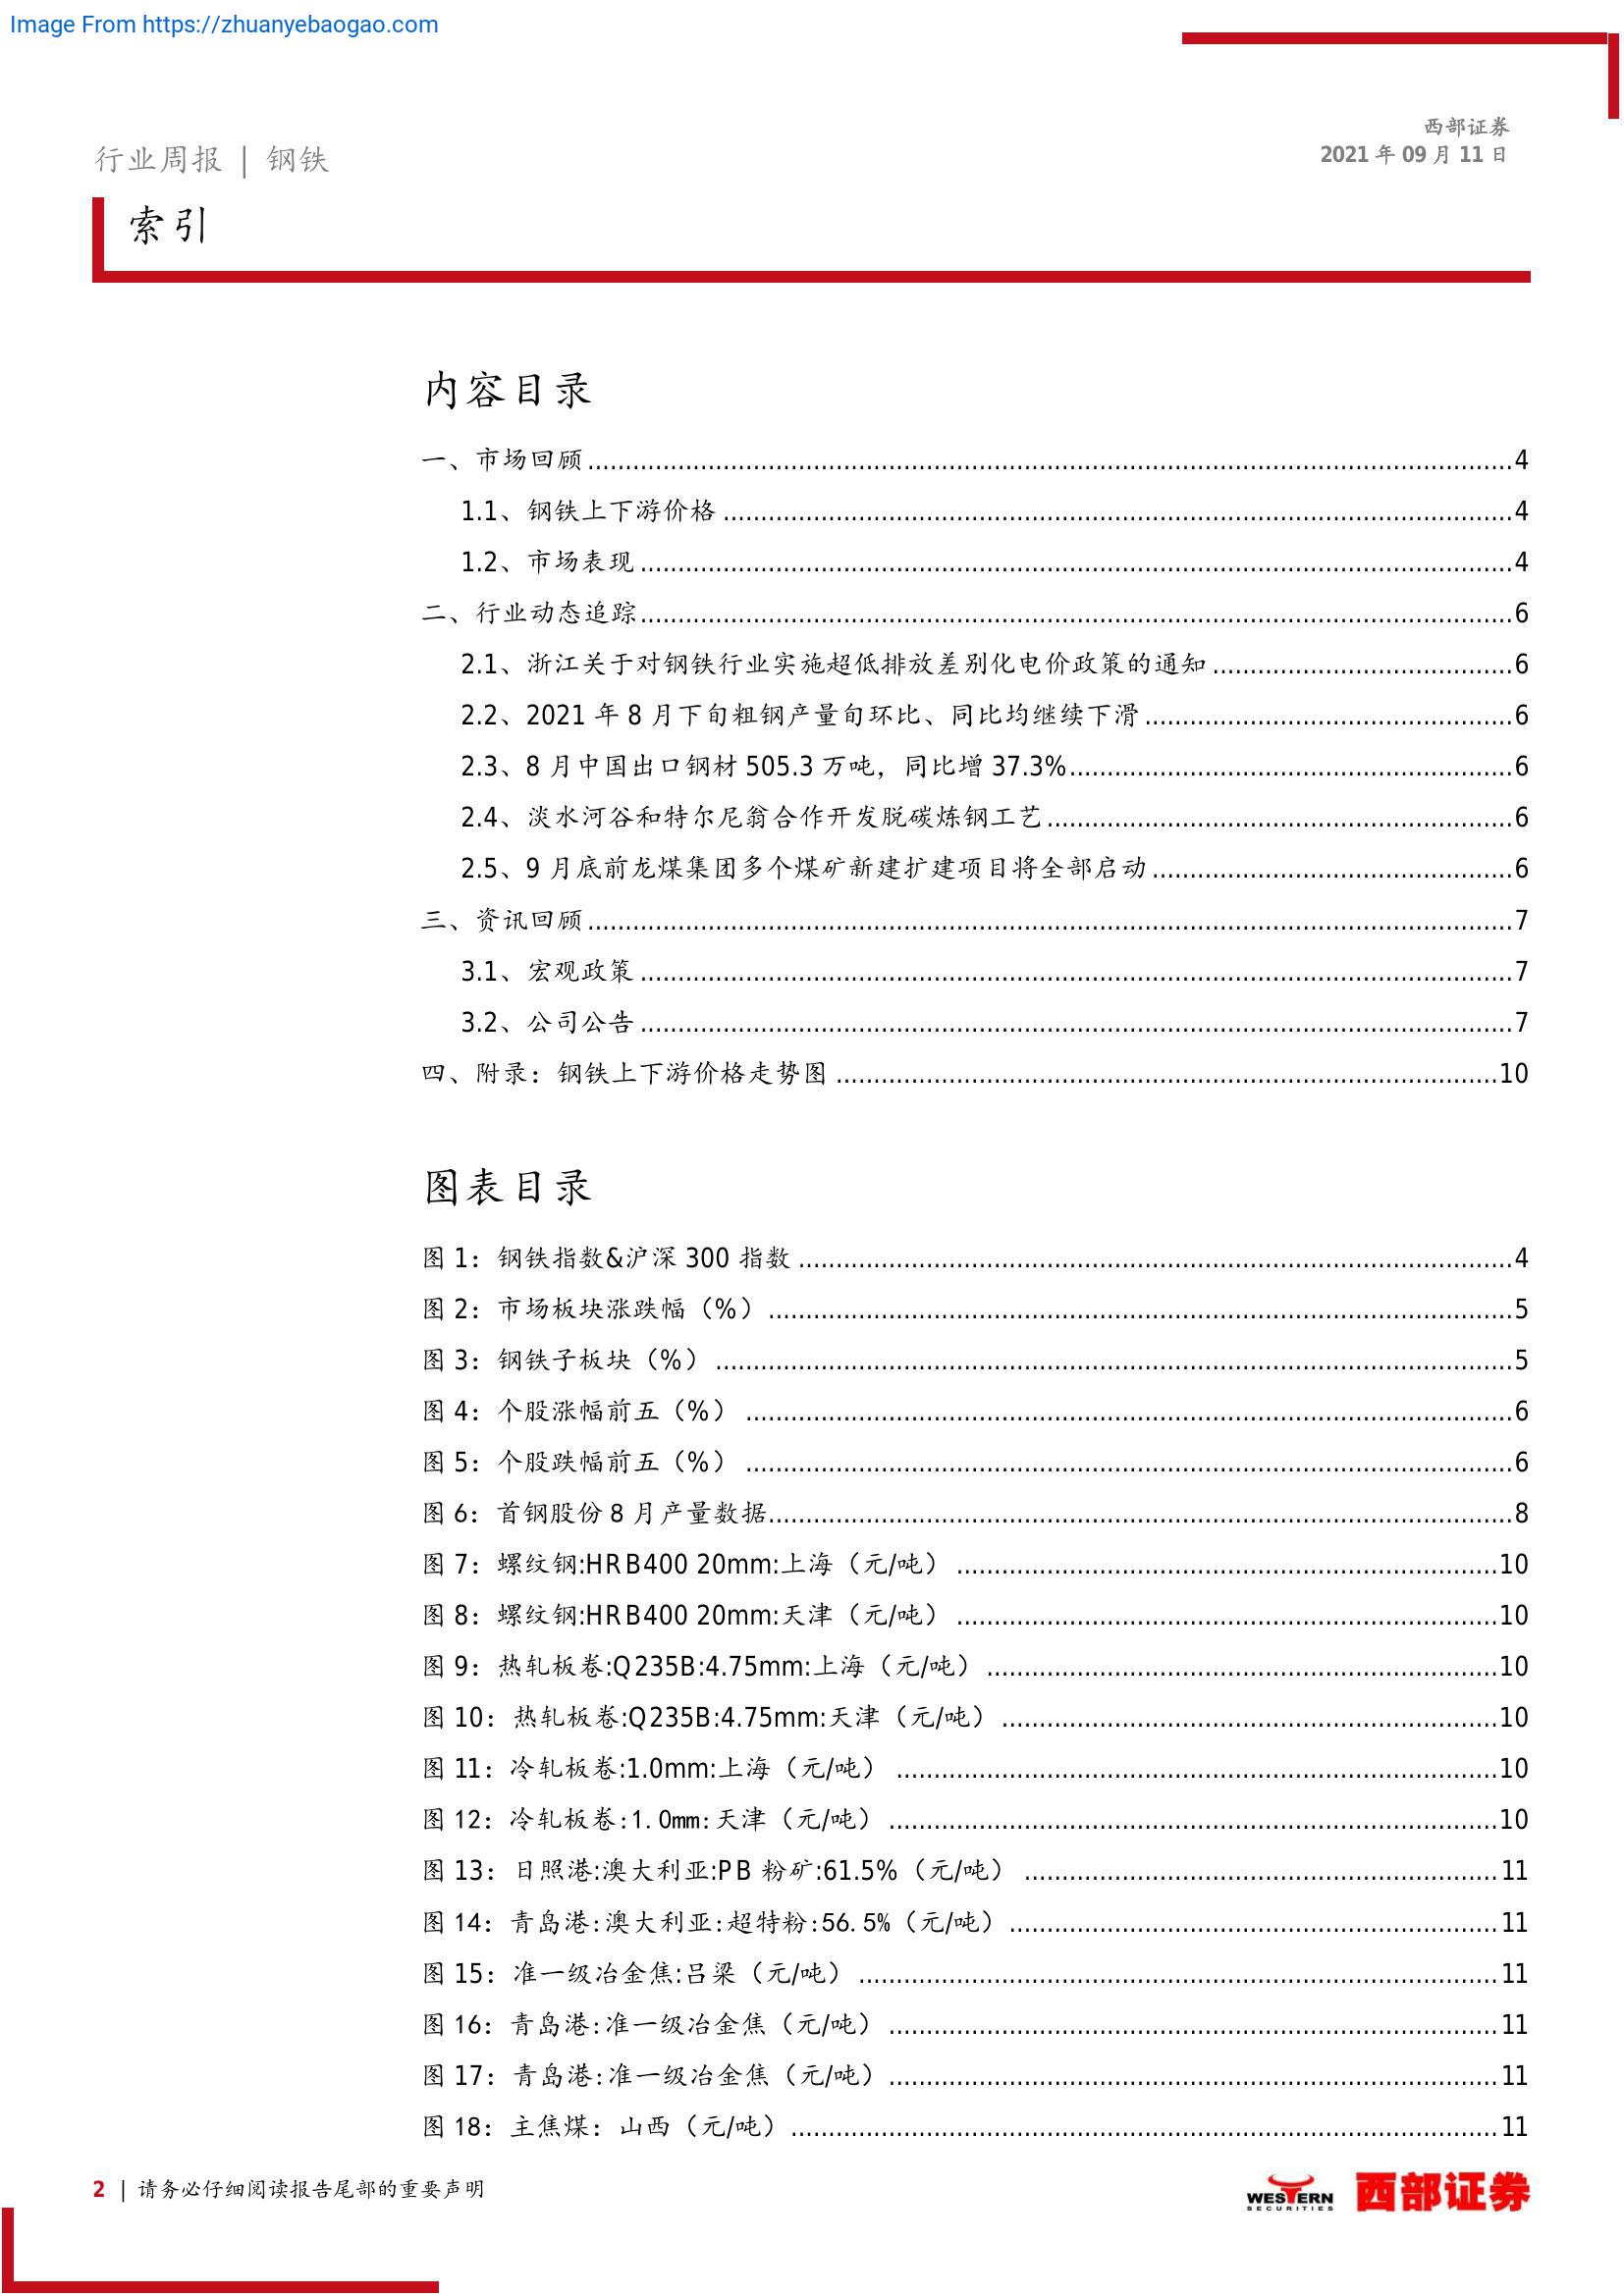 Image From https://zhuanyebaogao.com
西部证券
2021 年 09 月 11 日
行业周报 | 钢铁
索引
内容目录
一、市场回顾 ........ 4
1.1、钢铁上下游价格 ........ 4
1.2、市场表现 ........ 4
二、行业动态追踪 ........ 6
2.1、浙江关于对钢铁行业实施超低排放差别化电价政策的通知 ........ 6
2.2、2021 年 8 月下旬粗钢产量旬环比、同比均继续下滑 ........ 6
2.3、8 月中国出口钢材 505.3 万吨，同比增 37.3% ........ 6
2.4、淡水河谷和特尔尼翁合作开发脱碳炼钢工艺 ........ 6
2.5、9 月底前龙煤集团多个煤矿新建扩建项目将全部启动 ........ 6
三、资讯回顾 ........ 7
3.1、宏观政策 ........ 7
3.2、公司公告 ........ 7
四、附录：钢铁上下游价格走势图 ........ 10
图表目录
图 1：钢铁指数&沪深 300 指数 ........ 4
图 2：市场板块涨跌幅（%） ........ 5
图 3：钢铁子板块（%） ........ 5
图 4：个股涨幅前五（%） ........ 6
图 5：个股跌幅前五（%） ........ 6
图 6：首钢股份 8 月产量数据 ........ 8
图 7：螺纹钢:HRB400 20mm:上海（元/吨） ........ 10
图 8：螺纹钢:HRB400 20mm:天津（元/吨） ........ 10
图 9：热轧板卷:Q235B:4.75mm:上海（元/吨） ........ 10
图 10：热轧板卷:Q235B:4.75mm:天津（元/吨） ........ 10
图 11：冷轧板卷:1.0mm:上海（元/吨） ........ 10
图 12：冷轧板卷:1.0mm:天津（元/吨） ........ 10
图 13：日照港:澳大利亚:PB 粉矿:61.5%（元/吨） ........ 11
图 14：青岛港:澳大利亚:超特粉:56.5%（元/吨） ........ 11
图 15：准一级冶金焦:吕梁（元/吨） ........ 11
图 16：青岛港:准一级冶金焦（元/吨） ........ 11
图 17：青岛港:准一级冶金焦（元/吨） ........ 11
图 18：主焦煤：山西（元/吨） ........ 11
2 | 请务必仔细阅读报告尾部的重要声明
WESTERN
SECURITIES
西部证券